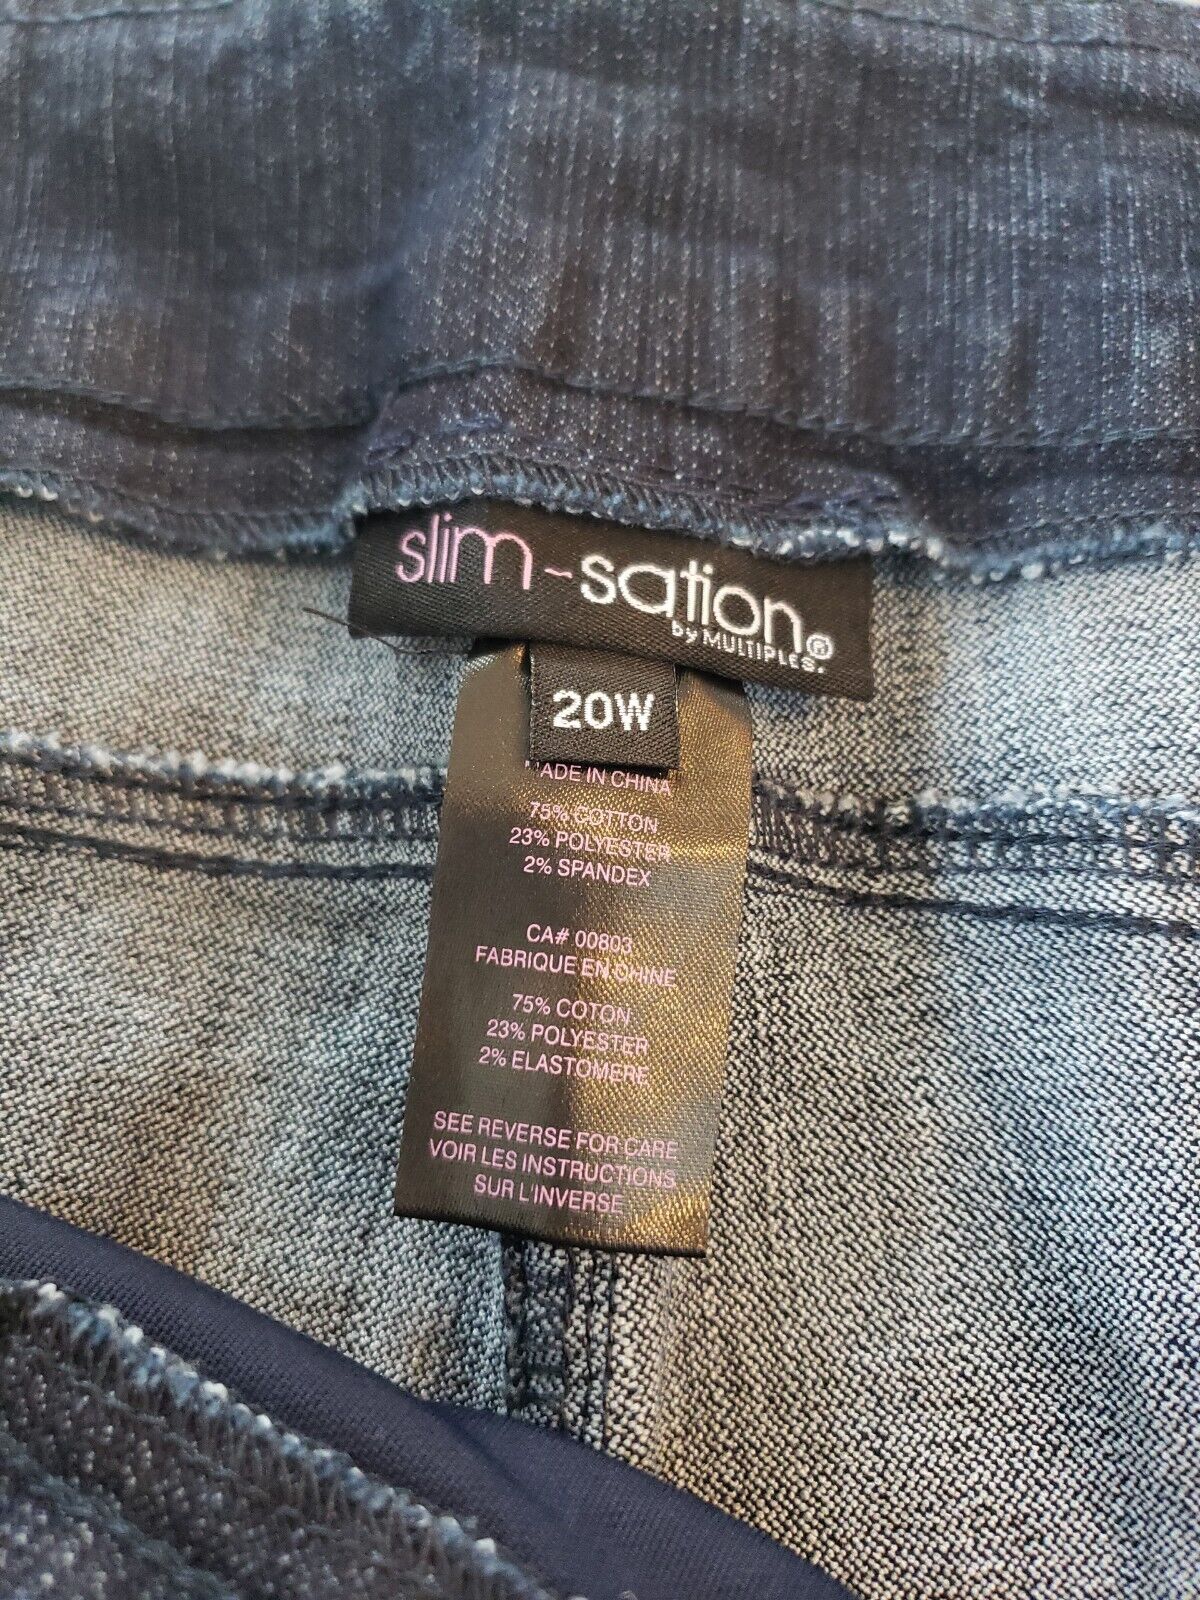 slim-sation®
by MULTIPLES.
20W
MADE IN CHINA
75% COTTON
23% POLYESTER
2% SPANDEX
CA# 00803
FABRIQUE EN CHINE
75% COTON
23% POLYESTER
2% ELASTOMERE
SEE REVERSE FOR CARE
VOIR LES INSTRUCTIONS
SUR L'INVERSE